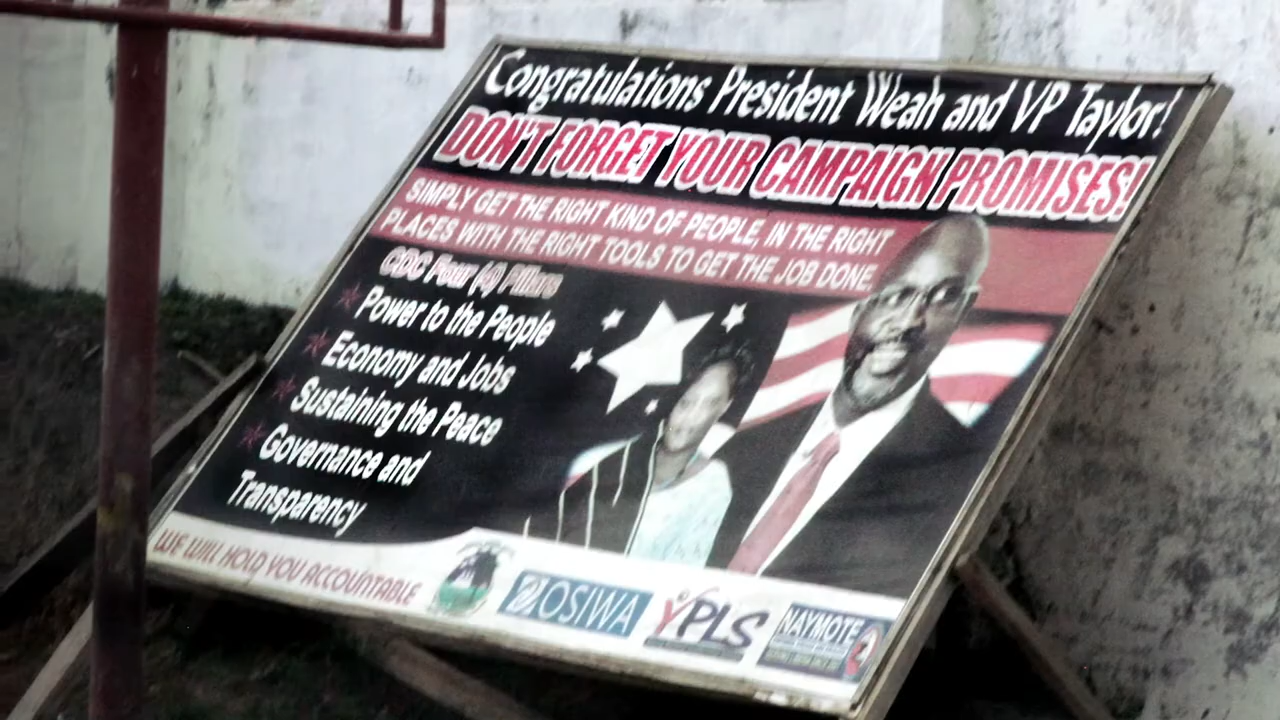 Congratulations President Weah and VP Taylor!
DON'T FORGET YOUR CAMPAIGN PROMISES!
SIMPLY GET THE RIGHT KIND OF PEOPLE, IN THE RIGHT
PLACES WITH THE RIGHT TOOLS TO GET THE JOB DONE.
CDC Four (4) Pillars
Power to the People
Economy and Jobs
Sustaining the Peace
Governance and
Transparency
WE WILL HOLD YOU ACCOUNTABLE
OSIWA
YPLS
NAYMOTE